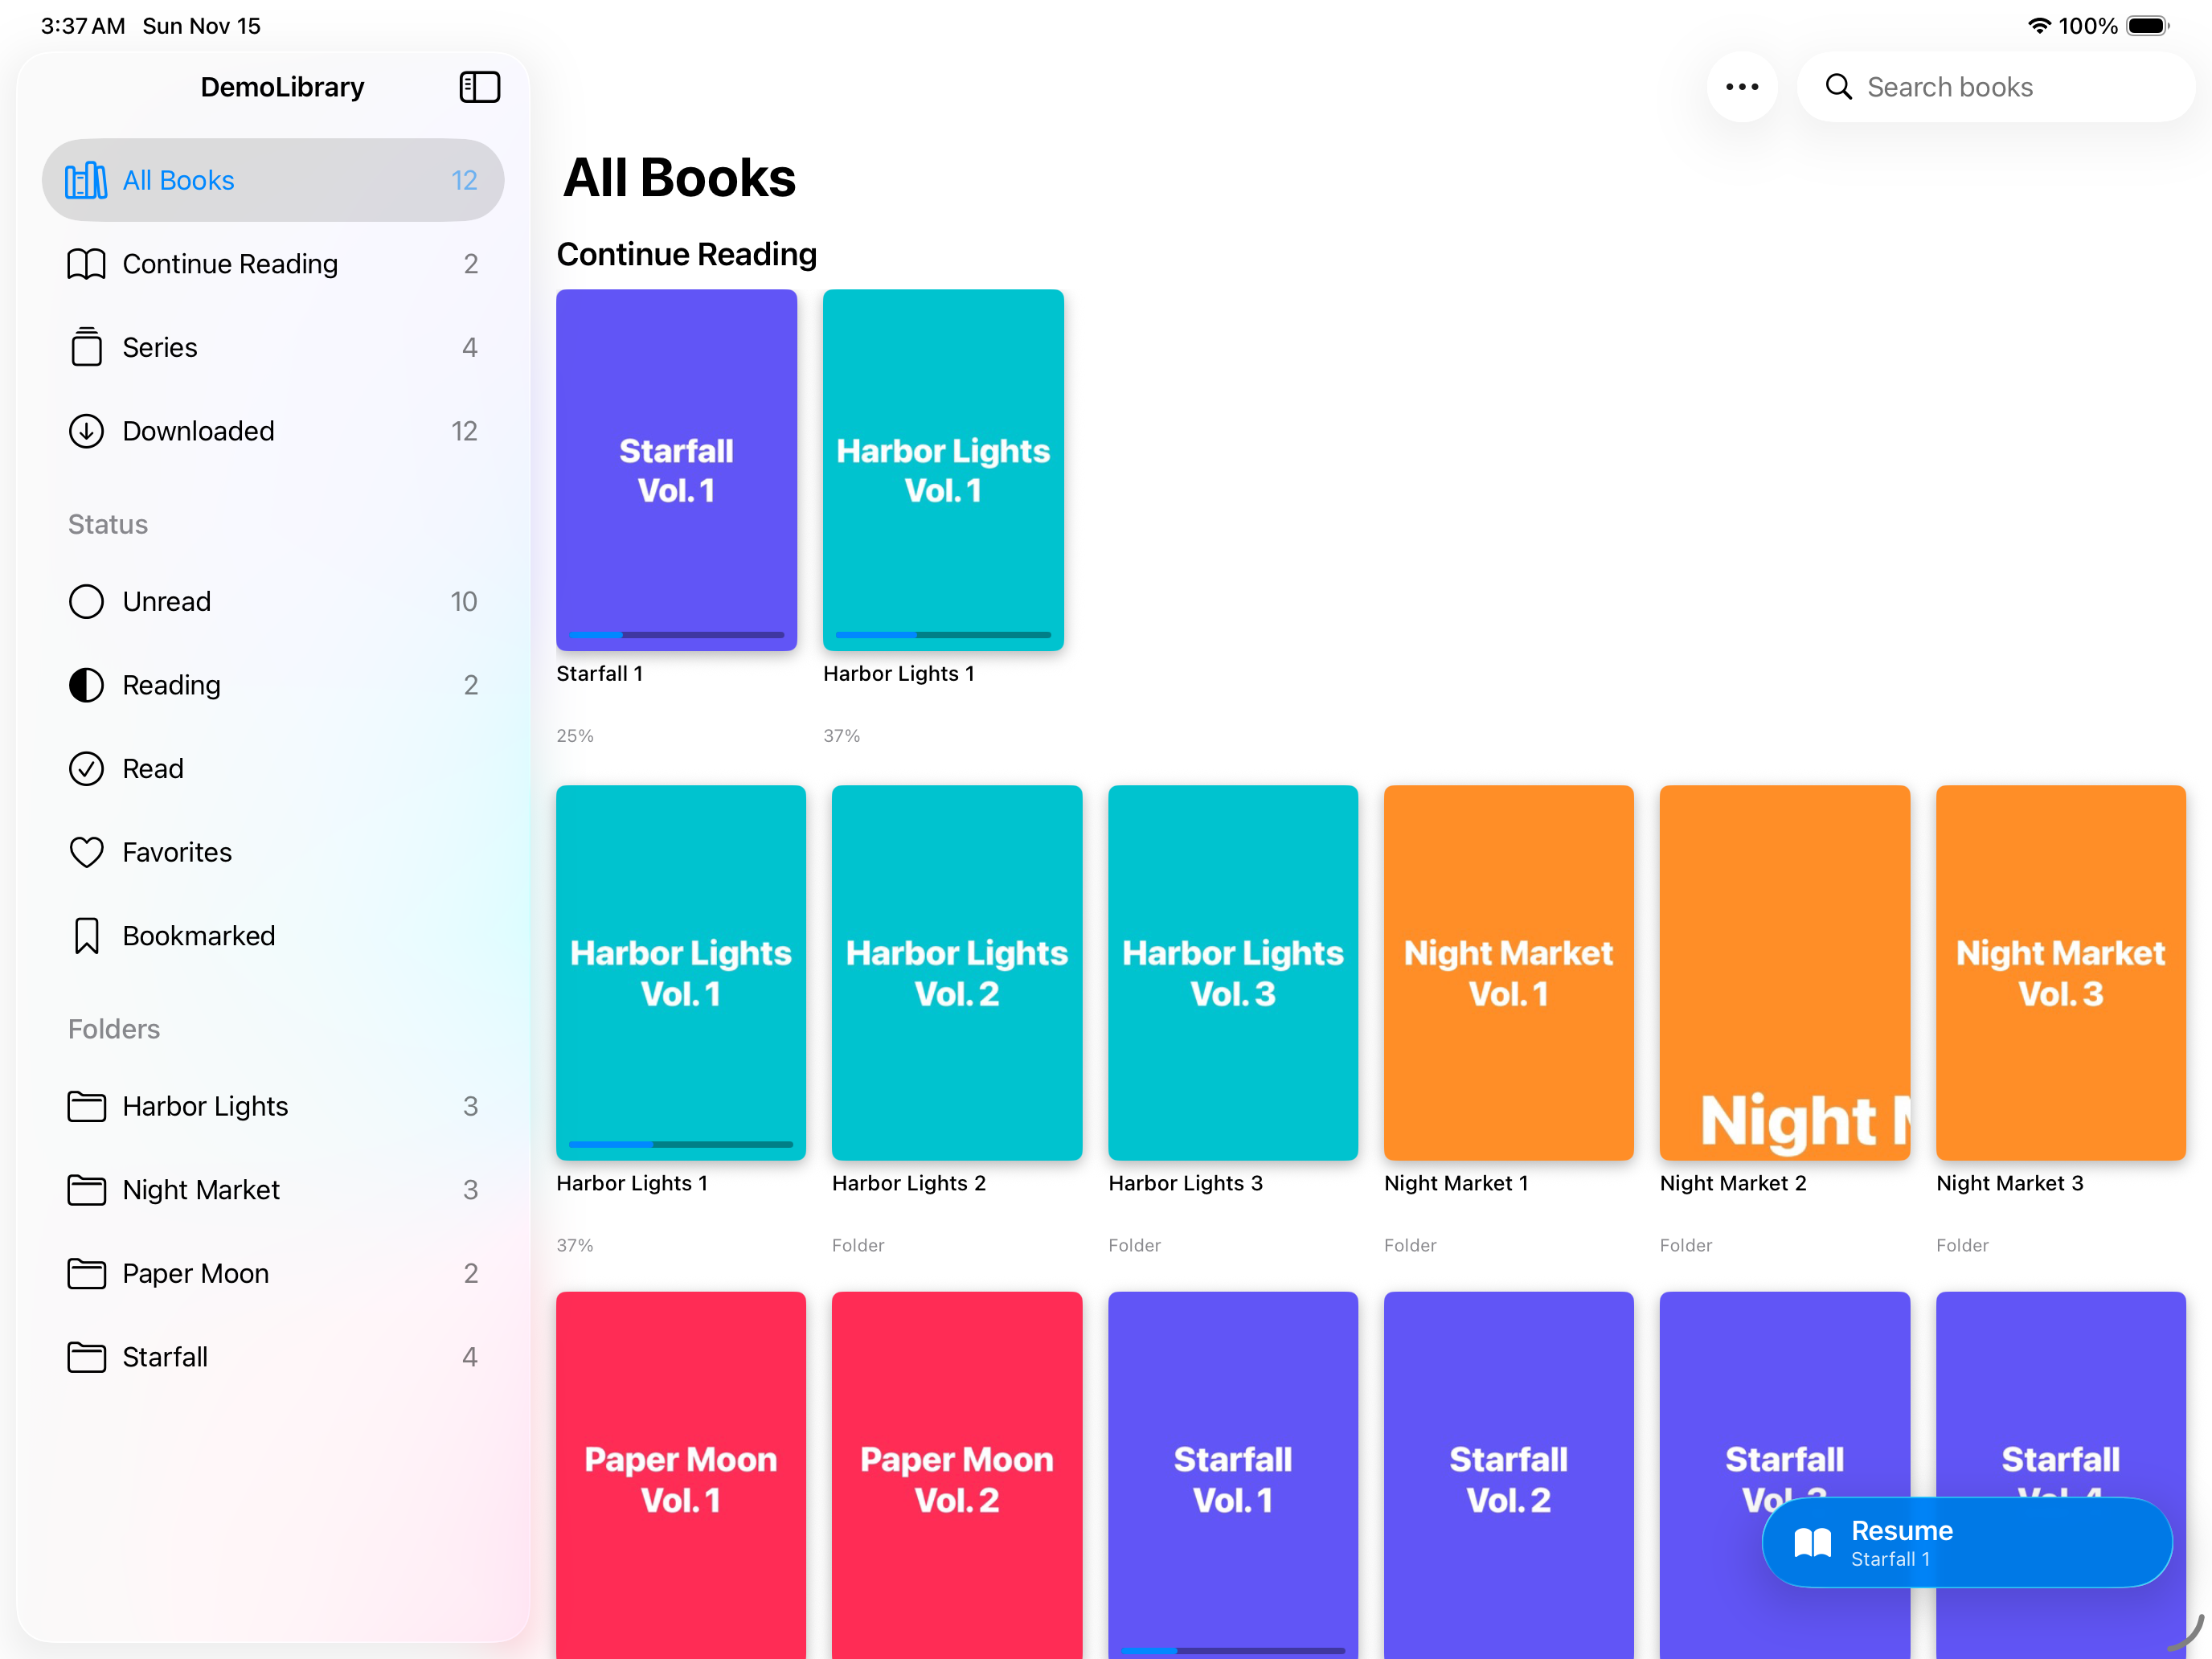 3:37 AM Sun Nov 15
100%
DemoLibrary
Search books
All Books 12
Continue Reading 2
Series 4
Downloaded 12
Status
Unread 10
Reading 2
Read
Favorites
Bookmarked
Folders
Harbor Lights 3
Night Market 3
Paper Moon 2
Starfall 4
All Books
Continue Reading
Starfall
Vol. 1
Harbor Lights
Vol. 1
Starfall 1
Harbor Lights 1
25%
37%
Harbor Lights
Vol. 1
Harbor Lights
Vol. 2
Harbor Lights
Vol. 3
Night Market
Vol. 1
Night
Night Market
Vol. 3
Harbor Lights 1
Harbor Lights 2
Harbor Lights 3
Night Market 1
Night Market 2
Night Market 3
37%
Folder
Folder
Folder
Folder
Folder
Paper Moon
Vol. 1
Paper Moon
Vol. 2
Starfall
Vol. 1
Starfall
Vol. 2
Starfall
Starfall
Resume
Starfall 1